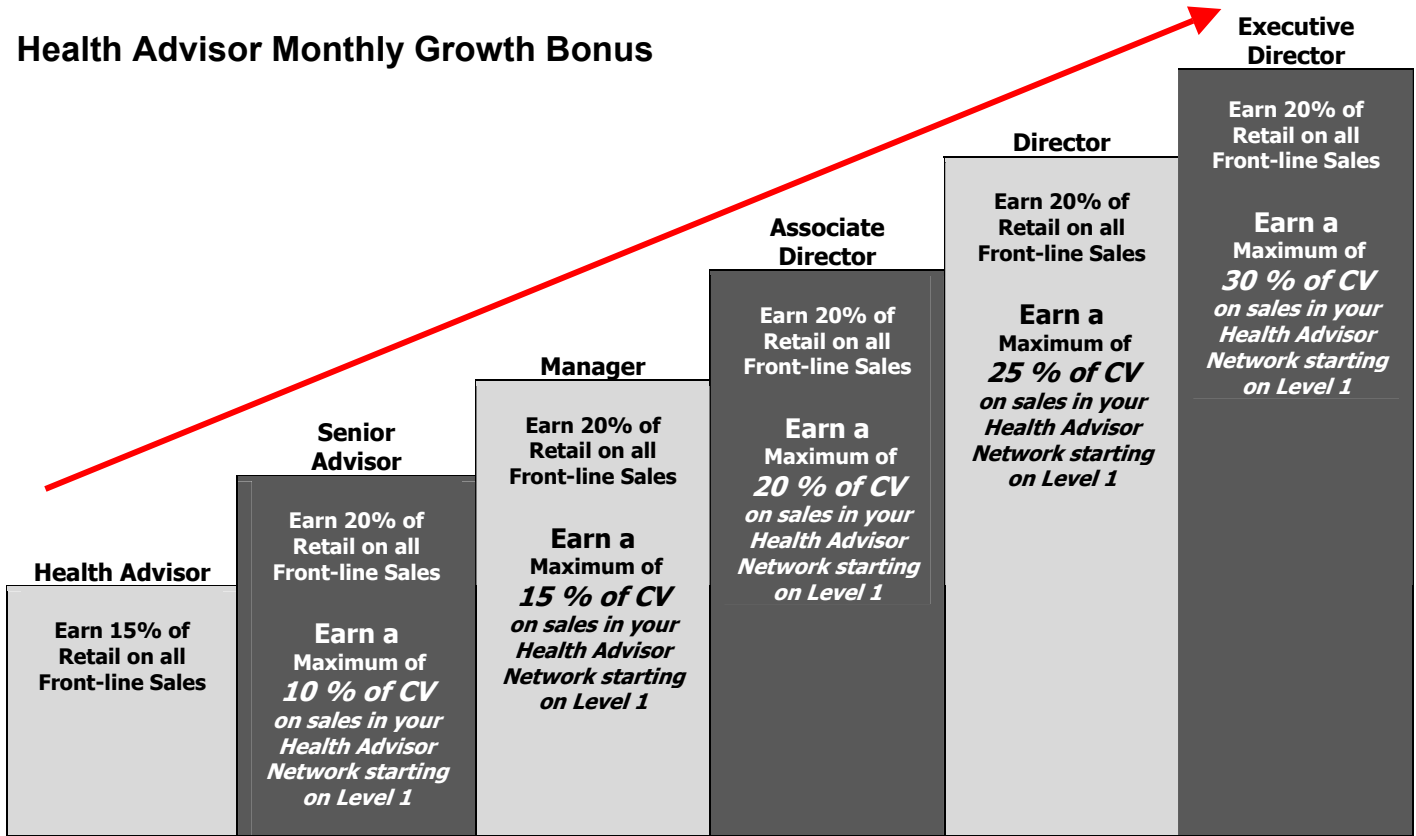 Health Advisor Monthly Growth Bonus
Health Advisor
Earn 15% of
Retail on all
Front-line Sales
Senior
Advisor
Earn 20% of
Retail on all
Front-line Sales
Earn a
Maximum of
10 % of CV
on sales in your
Health Advisor
Network starting
on Level 1
Manager
Earn 20% of
Retail on all
Front-line Sales
Earn a
Maximum of
15 % of CV
on sales in your
Health Advisor
Network starting
on Level 1
Associate
Director
Earn 20% of
Retail on all
Front-line Sales
Earn a
Maximum of
20 % of CV
on sales in your
Health Advisor
Network starting
on Level 1
Director
Earn 20% of
Retail on all
Front-line Sales
Earn a
Maximum of
25 % of CV
on sales in your
Health Advisor
Network starting
on Level 1
Executive
Director
Earn 20% of
Retail on all
Front-line Sales
Earn a
Maximum of
30 % of CV
on sales in your
Health Advisor
Network starting
on Level 1